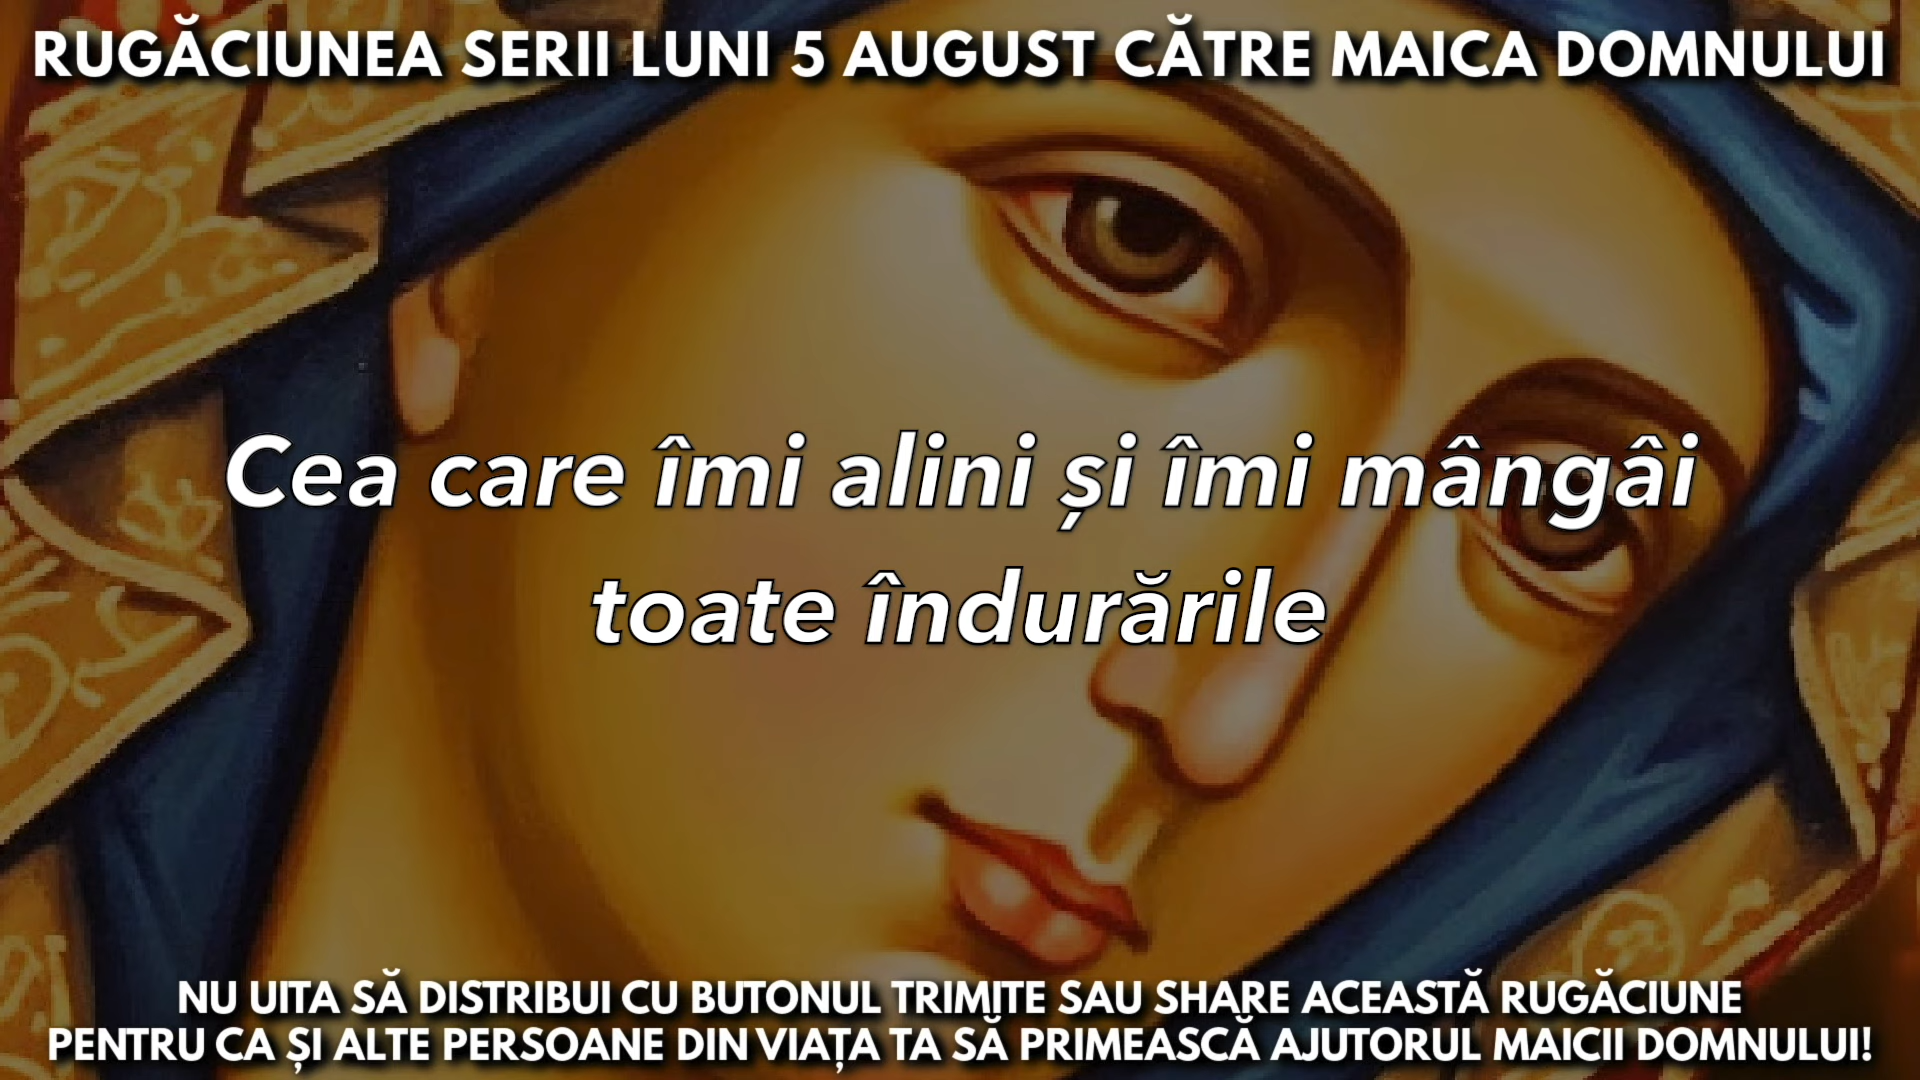 RUGĂCIUNEA SERII LUNI 5 AUGUST CĂTRE MAICA DOMNULUI
Cea care îmi alini și îmi mângâi
toate îndurările
NU UITA SĂ DISTRIBUI CU BUTONUL TRIMITE SAU SHARE ACEASTĂ RUGĂCIUNE
PENTRU CA ȘI ALTE PERSOANE DIN VIAȚA TA SĂ PRIMEASCĂ AJUTORUL MAICII DOMNULUI!